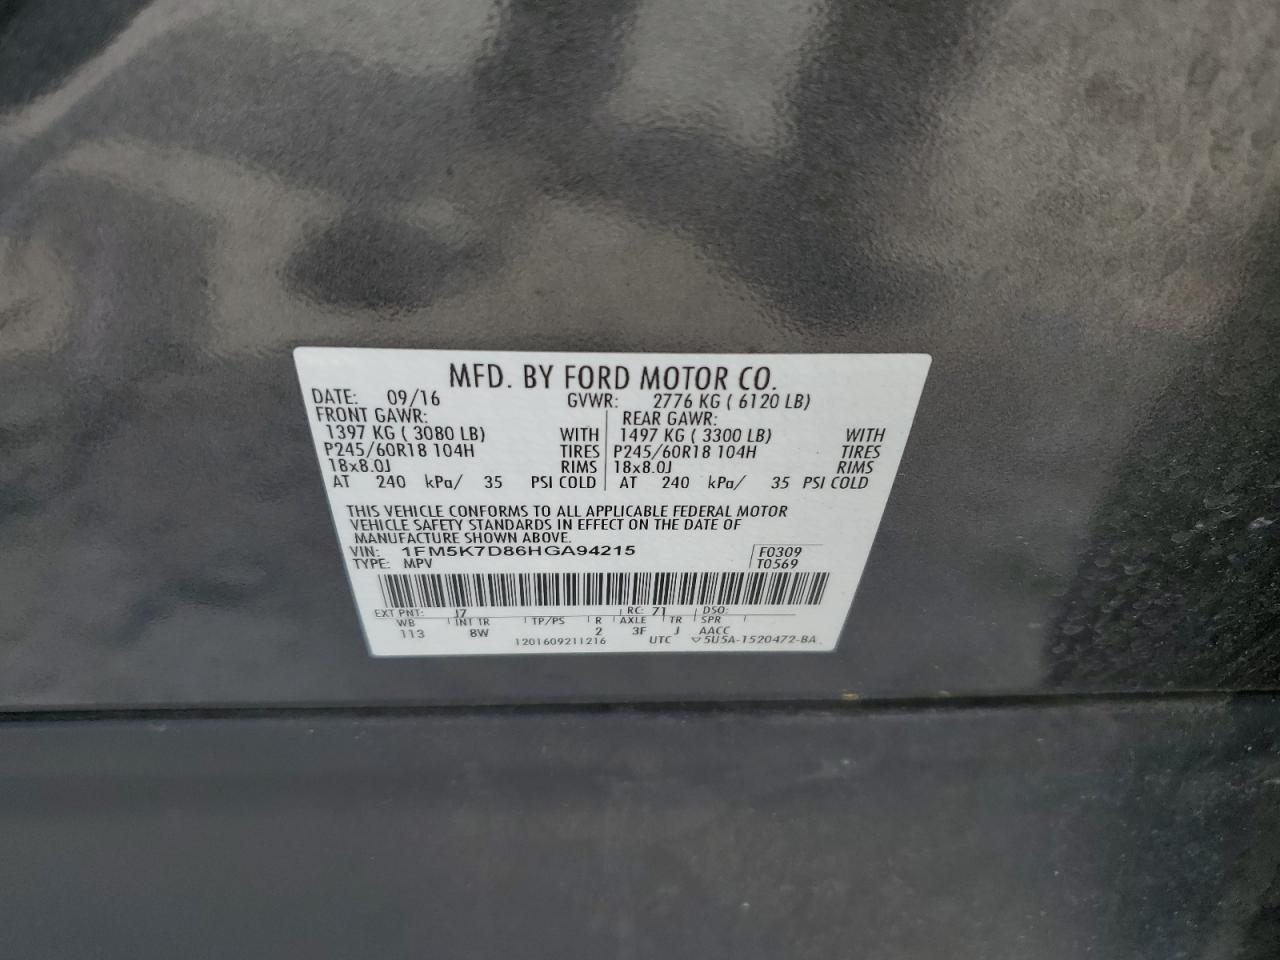 MFD. BY FORD MOTOR CO.
DATE: 09/16 GVWR: 2776 KG ( 6120 LB)
FRONT GAWR: REAR GAWR:
1397 KG ( 3080 LB) WITH 1497 KG ( 3300 LB) WITH
P245/60R18 104H TIRES P245/60R18 104H TIRES
18x8.0J RIMS 18x8.0J RIMS
AT 240 kPa/ 35 PSI COLD AT 240 kPa/ 35 PSI COLD
THIS VEHICLE CONFORMS TO ALL APPLICABLE FEDERAL MOTOR
VEHICLE SAFETY STANDARDS IN EFFECT ON THE DATE OF
MANUFACTURE SHOWN ABOVE.
VIN: 1FM5K7D86HGA94215 F0309
TYPE: MPV T0569
EXT PNT: J7 RC: 71 DSO:
WB INT TR TP/PS R AXLE TR SPR
113 8W 2 3F J AACC
1201609211216 UTC ▽5U5A-1520472-BA